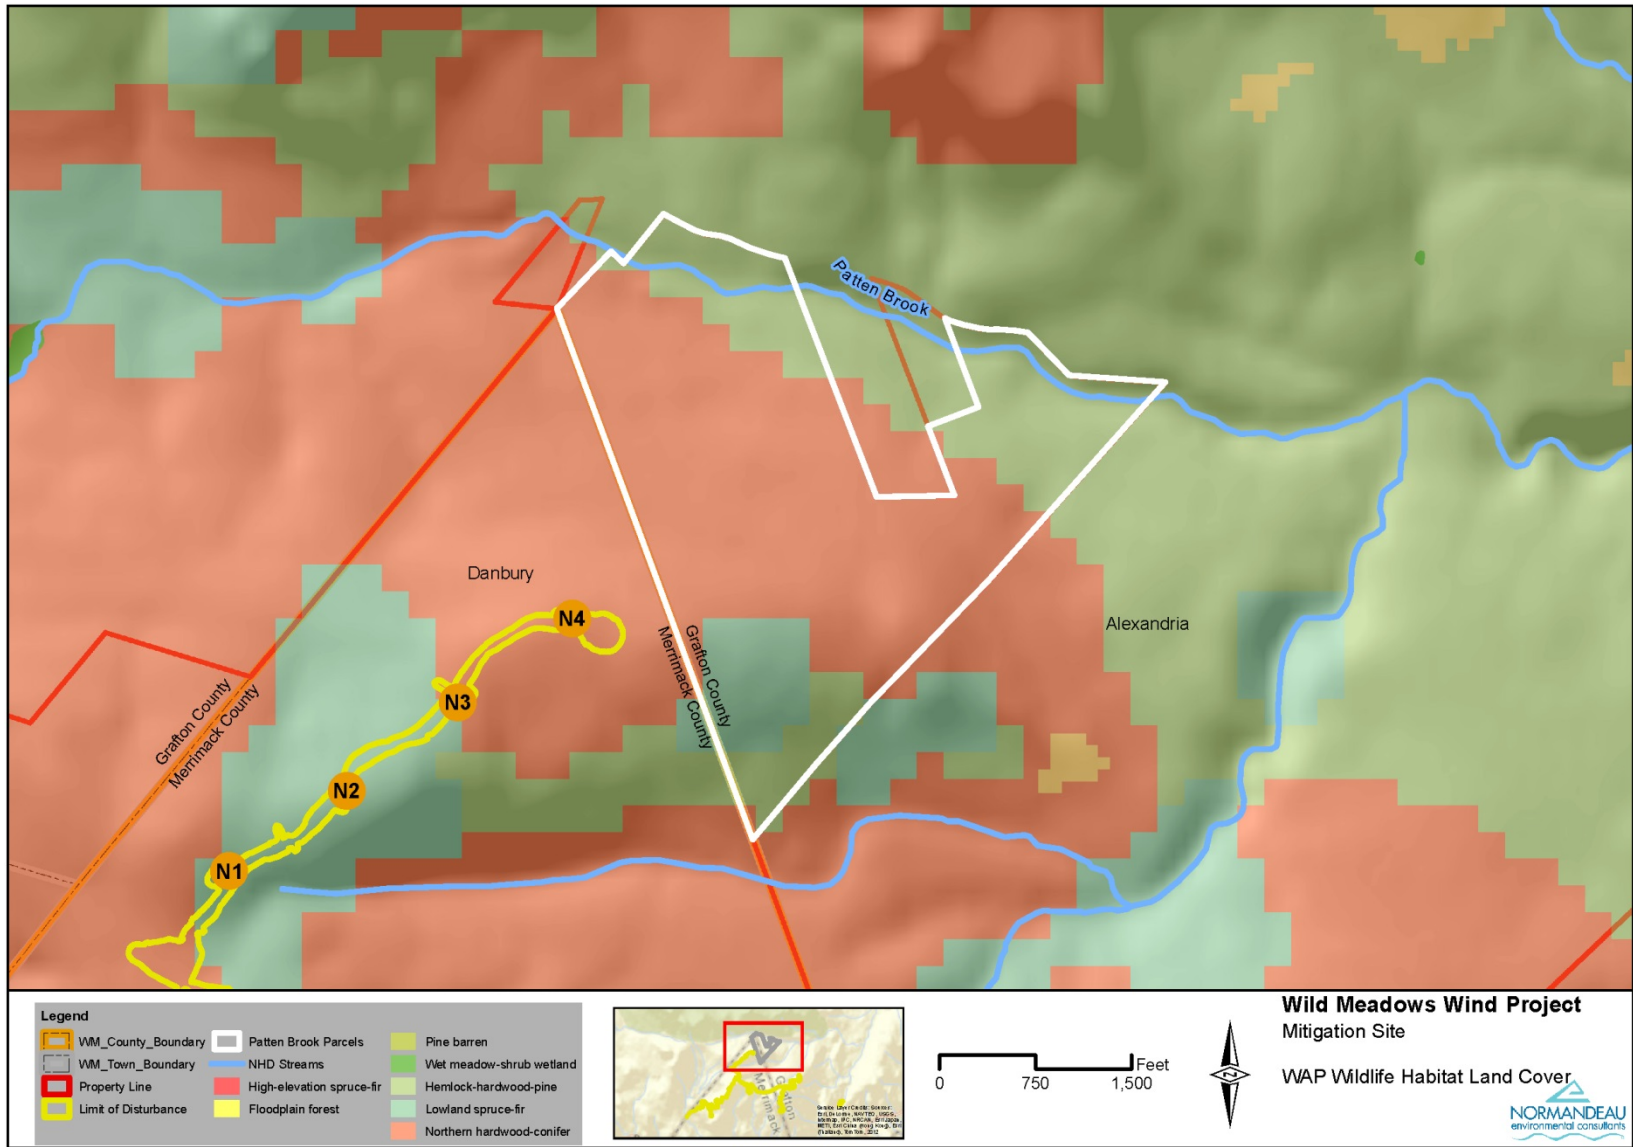 Patten Brook
Danbury
N4
N3
N2
N1
Alexandria
Grafton County
Merrimack County
Grafton County
Merrimack County
Legend
WM_County_Boundary
WM_Town_Boundary
Property Line
Limit of Disturbance
Patten Brook Parcels
NHD Streams
High-elevation spruce-fir
Floodplain forest
Pine barren
Wet meadow-shrub wetland
Hemlock-hardwood-pine
Lowland spruce-fir
Northern hardwood-conifer
Merrimack
Grafton
Feet
0 750 1,500
N
Wild Meadows Wind Project
Mitigation Site
WAP Wildlife Habitat Land Cover
NORMANDEAU
environmental consultants